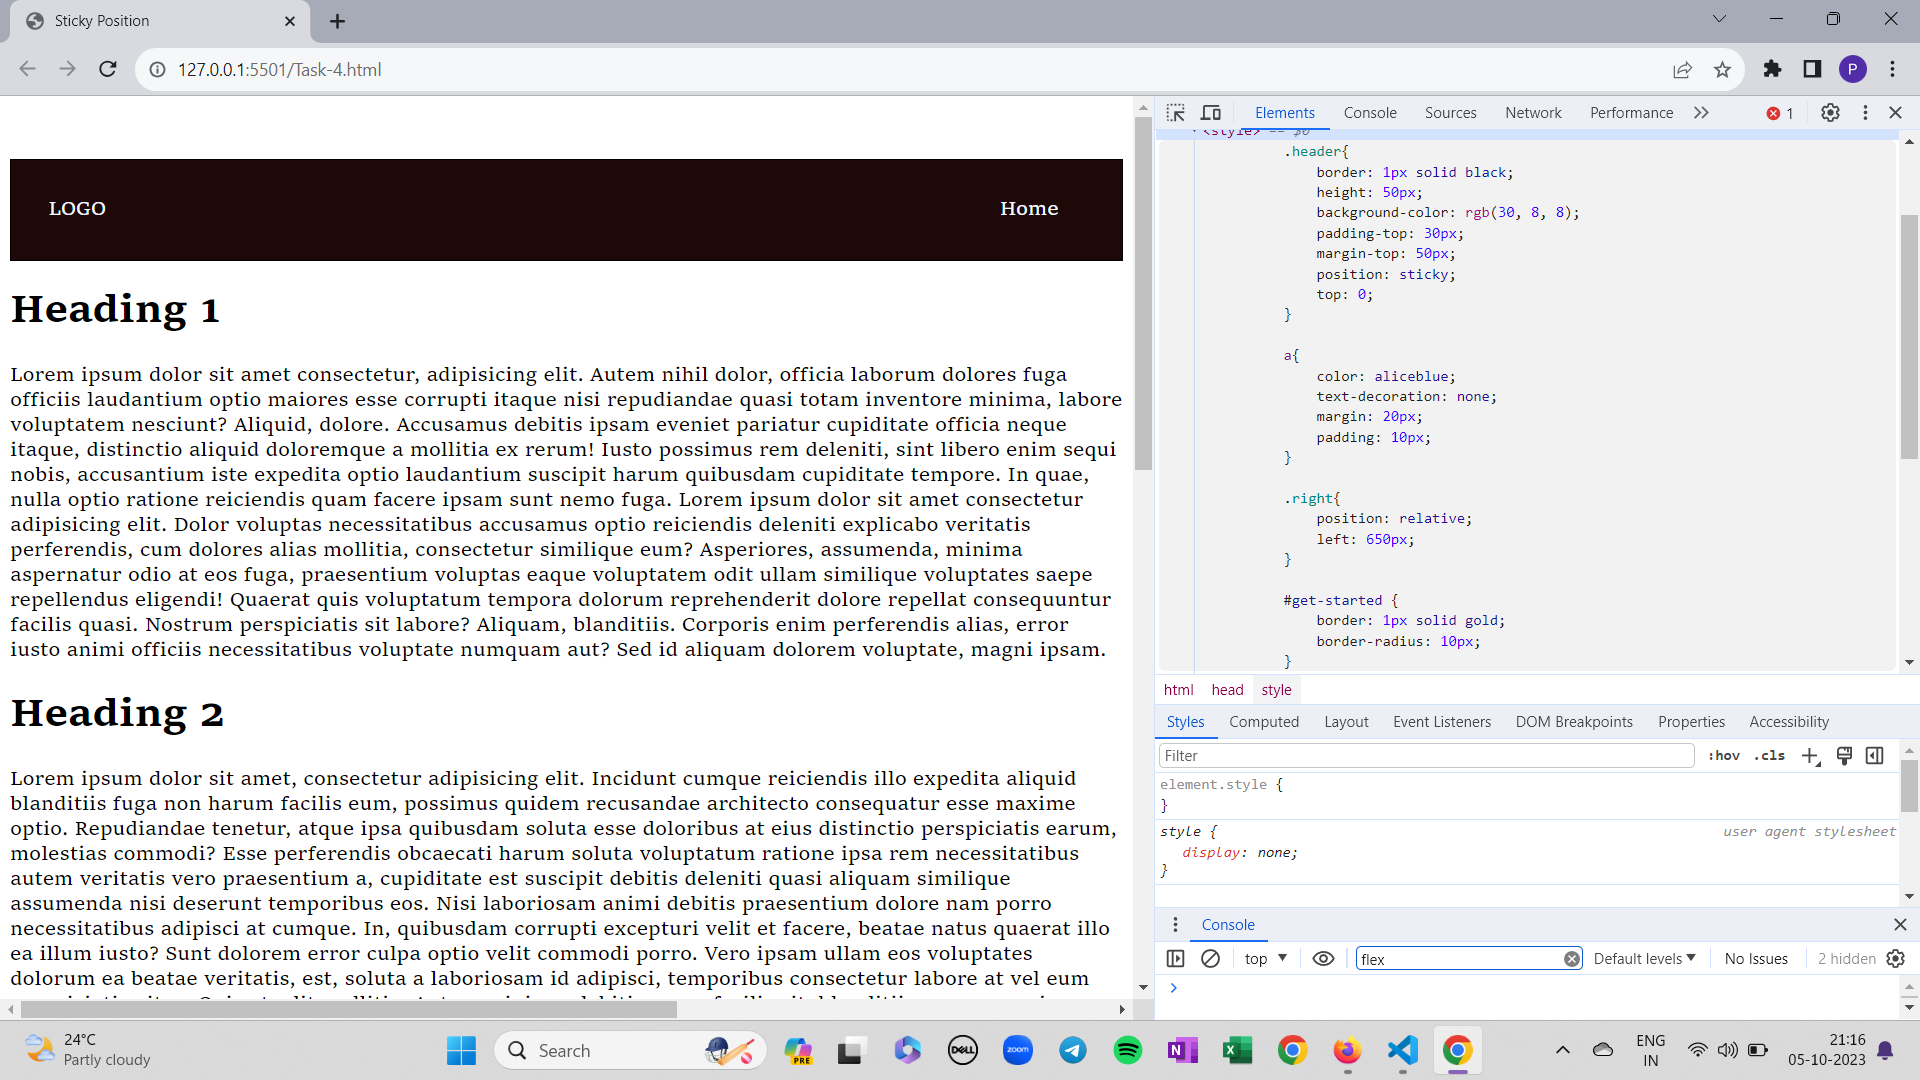 Sticky Position
127.0.0.1:5501/Task-4.html
P
LOGO
Home
Heading 1
Lorem ipsum dolor sit amet consectetur, adipisicing elit. Autem nihil dolor, officia laborum dolores fuga
officiis laudantium optio maiores esse corrupti itaque nisi repudiandae quasi totam inventore minima, labore
voluptatem nesciunt? Aliquid, dolore. Accusamus debitis ipsam eveniet pariatur cupiditate officia neque
itaque, distinctio aliquid doloremque a mollitia ex rerum! Iusto possimus rem deleniti, sint libero enim sequi
nobis, accusantium iste expedita optio laudantium suscipit harum quibusdam cupiditate tempore. In quae,
nulla optio ratione reiciendis quam facere ipsam sunt nemo fuga. Lorem ipsum dolor sit amet consectetur
adipisicing elit. Dolor voluptas necessitatibus accusamus optio reiciendis deleniti explicabo veritatis
perferendis, cum dolores alias mollitia, consectetur similique eum? Asperiores, assumenda, minima
aspernatur odio at eos fuga, praesentium voluptas eaque voluptatem odit ullam similique voluptates saepe
repellendus eligendi! Quaerat quis voluptatum tempora dolorum reprehenderit dolore repellat consequuntur
facilis quasi. Nostrum perspiciatis sit labore? Aliquam, blanditiis. Corporis enim perferendis alias, error
iusto animi officiis necessitatibus voluptate numquam aut? Sed id aliquam dolorem voluptate, magni ipsam.
Heading 2
Lorem ipsum dolor sit amet, consectetur adipisicing elit. Incidunt cumque reiciendis illo expedita aliquid
blanditiis fuga non harum facilis eum, possimus quidem recusandae architecto consequatur esse maxime
optio. Repudiandae tenetur, atque ipsa quibusdam soluta esse doloribus at eius distinctio perspiciatis earum,
molestias commodi? Esse perferendis obcaecati harum soluta voluptatum ratione ipsa rem necessitatibus
autem veritatis vero praesentium a, cupiditate est suscipit debitis deleniti quasi aliquam similique
assumenda nisi deserunt temporibus eos. Nisi laboriosam animi debitis praesentium dolore nam porro
necessitatibus adipisci at cumque. In, quibusdam corrupti excepturi velit et facere, beatae natus quaerat illo
ea illum iusto? Sunt dolorem error culpa optio velit commodi porro. Vero ipsam ullam eos voluptates
dolorum ea beatae veritatis, est, soluta a laboriosam id adipisci, temporibus consectetur labore at vel eum
Elements Console Sources Network Performance 1
<style> == $0
.header{
border: 1px solid black;
height: 50px;
background-color: rgb(30, 8, 8);
padding-top: 30px;
margin-top: 50px;
position: sticky;
top: 0;
}
a{
color: aliceblue;
text-decoration: none;
margin: 20px;
padding: 10px;
}
.right{
position: relative;
left: 650px;
}
#get-started {
border: 1px solid gold;
border-radius: 10px;
}
html head style
Styles Computed Layout Event Listeners DOM Breakpoints Properties Accessibility
Filter :hov .cls
element.style {
}
style { user agent stylesheet
display: none;
}
Console
top flex Default levels No Issues 2 hidden
24°C
Partly cloudy
Search
PRE
DELL
zoom
ENG
IN
21:16
05-10-2023